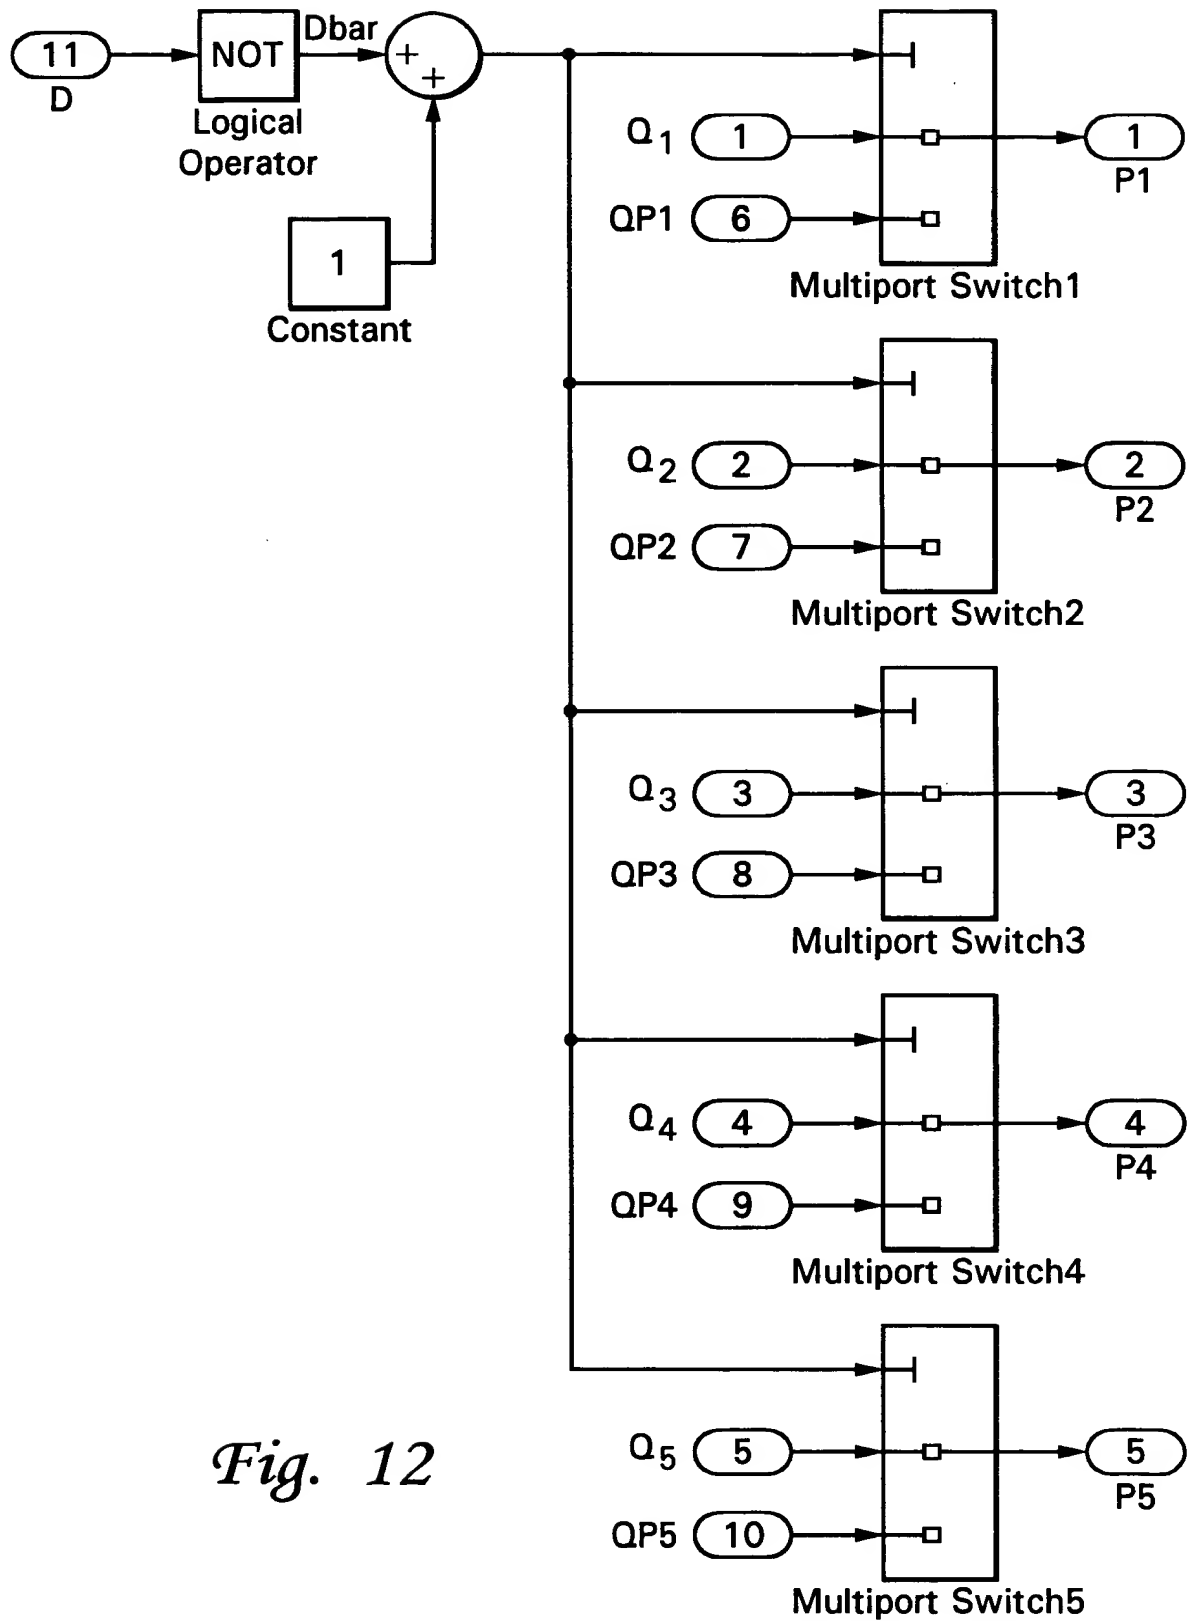 11
D
NOT
Logical
Operator
Dbar
+
+
1
Constant
Q1
1
QP1
6
1
P1
Multiport Switch1
Q2
2
QP2
7
2
P2
Multiport Switch2
Q3
3
QP3
8
3
P3
Multiport Switch3
Q4
4
QP4
9
4
P4
Multiport Switch4
Q5
5
QP5
10
5
P5
Multiport Switch5
Fig. 12